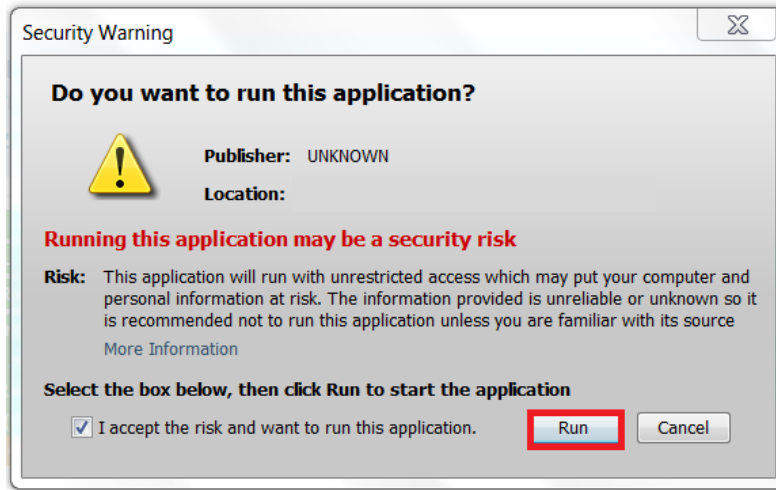 Security Warning
Do you want to run this application?
Publisher: UNKNOWN
Location:
Running this application may be a security risk
Risk: This application will run with unrestricted access which may put your computer and
personal information at risk. The information provided is unreliable or unknown so it
is recommended not to run this application unless you are familiar with its source
More Information
Select the box below, then click Run to start the application
I accept the risk and want to run this application. Run Cancel